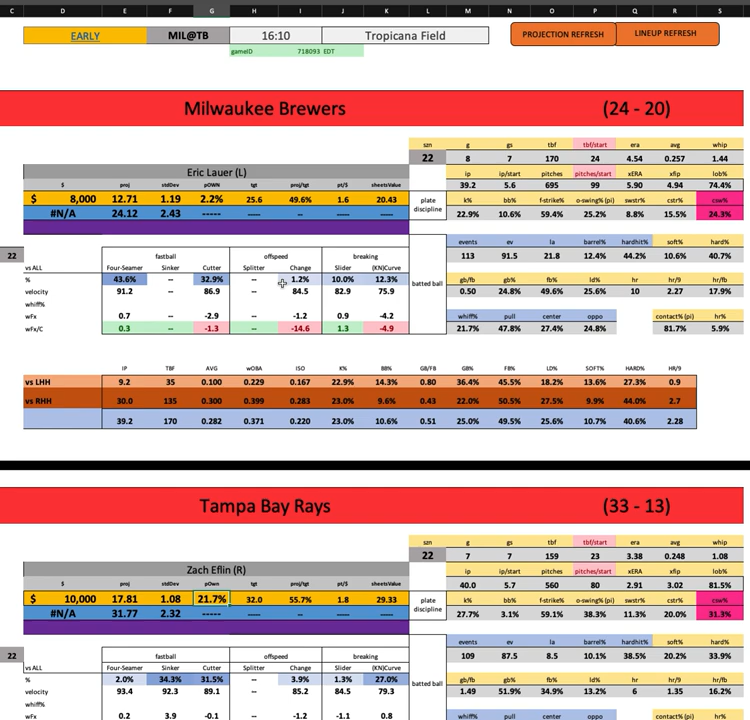 C D E F G H I J K L M N O P Q R S
EARLY MIL@TB 16:10 Tropicana Field PROJECTION REFRESH LINEUP REFRESH
gameID 718093 EDT
Milwaukee Brewers (24 - 20)
szn g gs tbf tbf/start era avg whip
22 8 7 170 24 4.54 0.257 1.44
Eric Lauer (L) ip ip/start pitches pitches/start xERA xfip lob%
$ proj stdDev pOWN tgt proj/tgt pt/$ sheetsValue 39.2 5.6 695 99 5.90 4.94 74.4%
$ 8,000 12.71 1.19 2.2% 25.6 49.6% 1.6 20.43 plate discipline k% bb% f-strike% o-swing% (pi) swstr% cstr% csw%
#N/A 24.12 2.43 ----- ---- -- ---- ---- 22.9% 10.6% 59.4% 25.2% 8.8% 15.5% 24.3%
events ev la barrel% hardhit% soft% hard%
22 fastball offspeed breaking batted ball 113 91.5 21.8 12.4% 44.2% 10.6% 40.7%
vs ALL Four-Seamer Sinker Cutter Splitter Change Slider (KN)Curve
% 43.6% -- 32.9% -- 1.2% 10.0% 12.3% gb/fb gb% fb% ld% hr hr/9 hr/fb
velocity 91.2 -- 86.9 -- 84.5 82.9 75.9 0.50 24.8% 49.6% 25.6% 10 2.27 17.9%
whiff%
wFx 0.7 -- -2.9 -- -1.2 0.9 -4.2 whiff% pull center oppo contact% (pi) hr%
wFx/C 0.3 -- -1.3 -- -14.6 1.3 -4.9 21.7% 47.8% 27.4% 24.8% 81.7% 5.9%
IP TBF AVG wOBA ISO K% BB% GB/FB GB% FB% LD% SOFT% HARD% HR/9
vs LHH 9.2 35 0.100 0.229 0.167 22.9% 14.3% 0.80 36.4% 45.5% 18.2% 13.6% 27.3% 0.9
vs RHH 30.0 135 0.300 0.399 0.283 23.0% 9.6% 0.43 22.0% 50.5% 27.5% 9.9% 44.0% 2.7
39.2 170 0.282 0.371 0.220 23.0% 10.6% 0.51 25.0% 49.5% 25.6% 10.7% 40.6% 2.28
Tampa Bay Rays (33 - 13)
szn g gs tbf tbf/start era avg whip
22 7 7 159 23 3.38 0.248 1.08
Zach Eflin (R) ip ip/start pitches pitches/start xERA xfip lob%
$ proj stdDev pOwn tgt proj/tgt pt/$ sheetsValue 40.0 5.7 560 80 2.91 3.02 81.5%
$ 10,000 17.81 1.08 21.7% 32.0 55.7% 1.8 29.33 plate discipline k% bb% f-strike% o-swing% (pi) swstr% cstr% csw%
#N/A 31.77 2.32 ----- ---- -- ---- ---- 27.7% 3.1% 59.1% 38.3% 11.3% 20.0% 31.3%
events ev la barrel% hardhit% soft% hard%
22 fastball offspeed breaking batted ball 109 87.5 8.5 10.1% 38.5% 20.2% 33.9%
vs ALL Four-Seamer Sinker Cutter Splitter Change Slider (KN)Curve
% 2.0% 34.3% 31.5% -- 3.9% 1.3% 27.0% gb/fb gb% fb% ld% hr hr/9 hr/fb
velocity 93.4 92.3 89.1 -- 85.2 84.5 79.3 1.49 51.9% 34.9% 13.2% 6 1.35 16.2%
whiff%
wFx 0.2 3.9 -0.1 -- -1.2 -1.1 0.8 whiff% pull center oppo contact% (pi) hr%